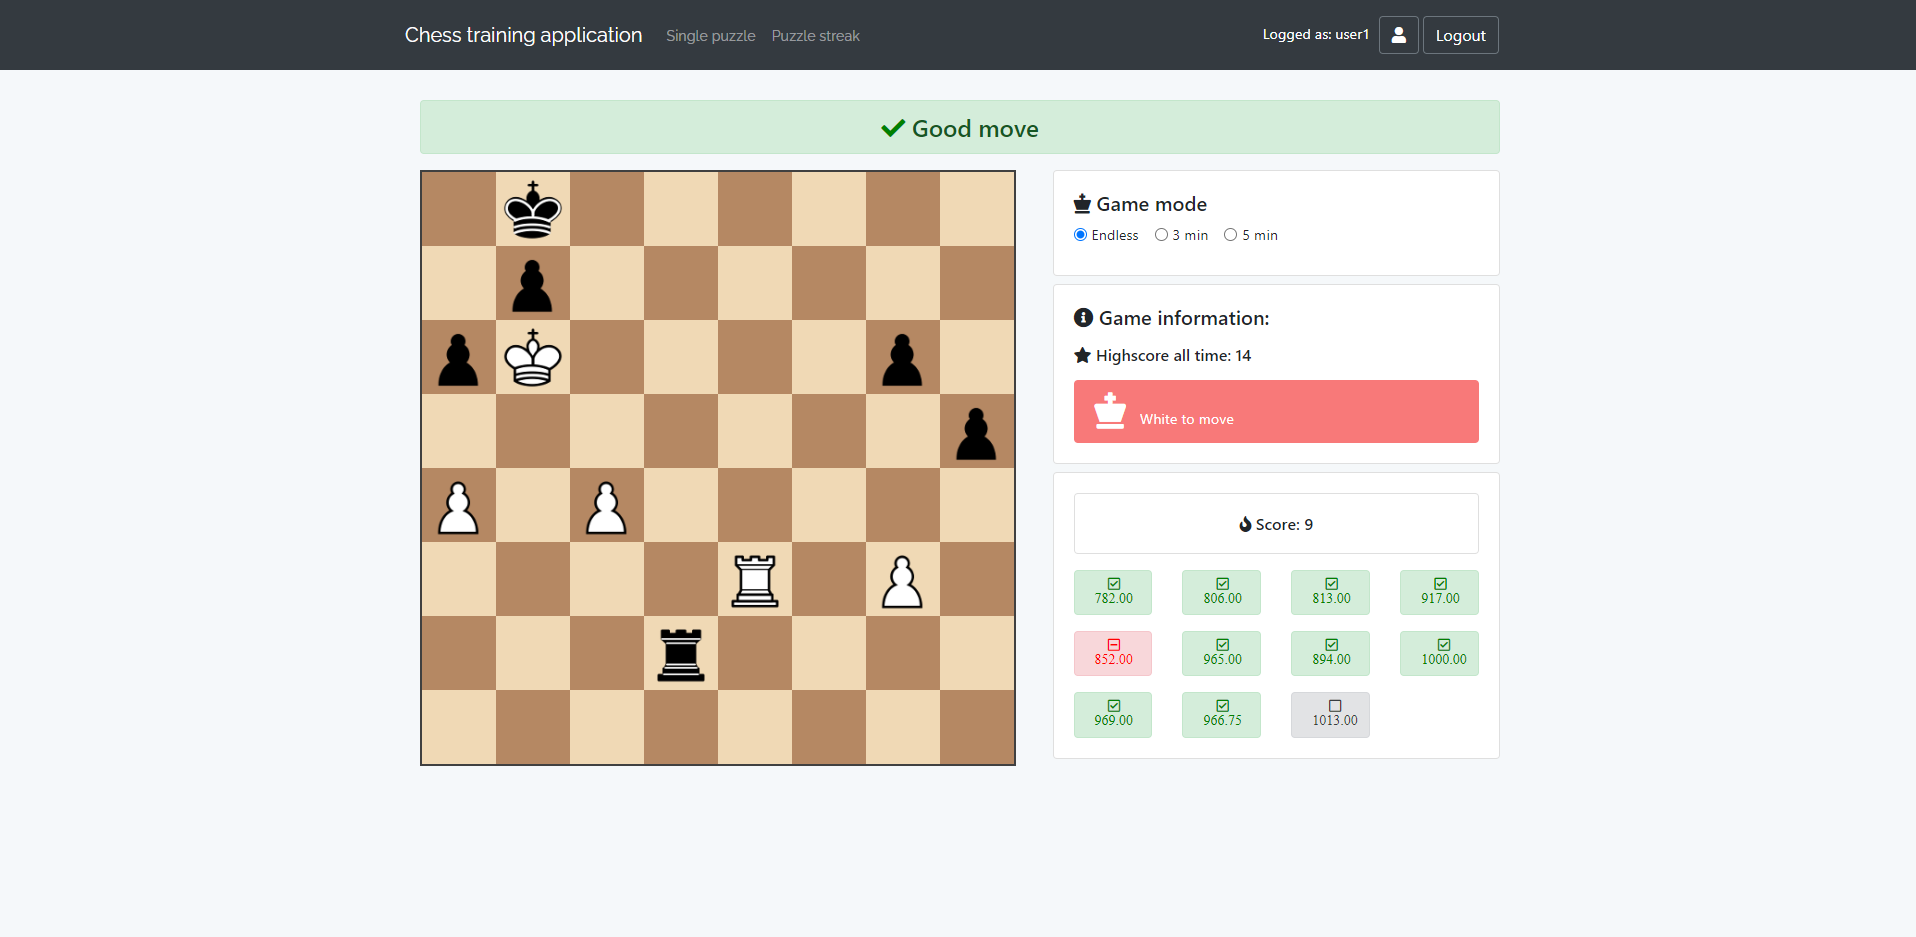 Chess training application Single puzzle Puzzle streak Logged as: user1 Logout
Good move
Game mode
Endless 3 min 5 min
Game information:
Highscore all time: 14
White to move
Score: 9
782.00 806.00 813.00 917.00
852.00 965.00 894.00 1000.00
969.00 966.75 1013.00